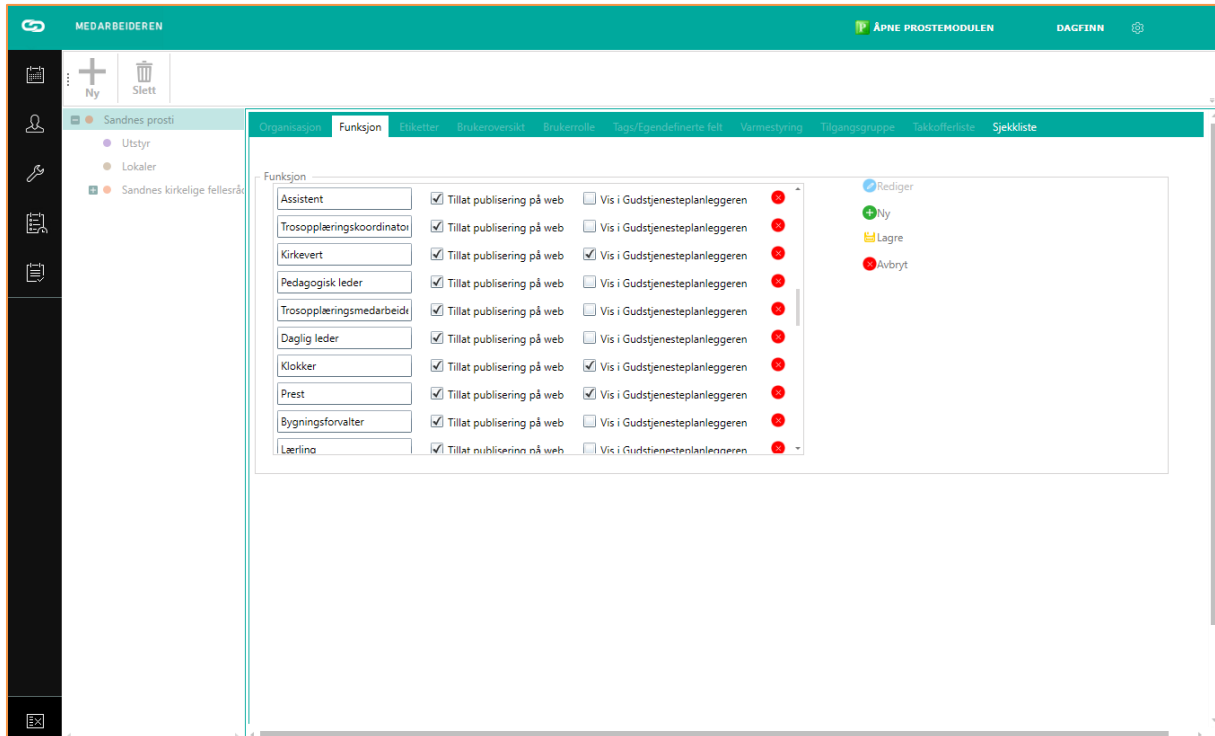 MEDARBEIDEREN
ÅPNE PROSTEMODULEN
DAGFINN
Ny
Slett
Sandnes prosti
Utstyr
Lokaler
Sandnes kirkelige fellesråd
Organisasjon Funksjon Etiketter Brukeroversikt Brukerrolle Tags/Egendefinerte felt Varmestyring Tilgangsgruppe Takkofferliste Sjekkliste
Funksjon
Assistent Tillat publisering på web Vis i Gudstjenesteplanleggeren
Trosopplæringskoordinator Tillat publisering på web Vis i Gudstjenesteplanleggeren
Kirkevert Tillat publisering på web Vis i Gudstjenesteplanleggeren
Pedagogisk leder Tillat publisering på web Vis i Gudstjenesteplanleggeren
Trosopplæringsmedarbeide Tillat publisering på web Vis i Gudstjenesteplanleggeren
Daglig leder Tillat publisering på web Vis i Gudstjenesteplanleggeren
Klokker Tillat publisering på web Vis i Gudstjenesteplanleggeren
Prest Tillat publisering på web Vis i Gudstjenesteplanleggeren
Bygningsforvalter Tillat publisering på web Vis i Gudstjenesteplanleggeren
Lærling Tillat publisering på web Vis i Gudstjenesteplanleggeren
Rediger
Ny
Lagre
Avbryt